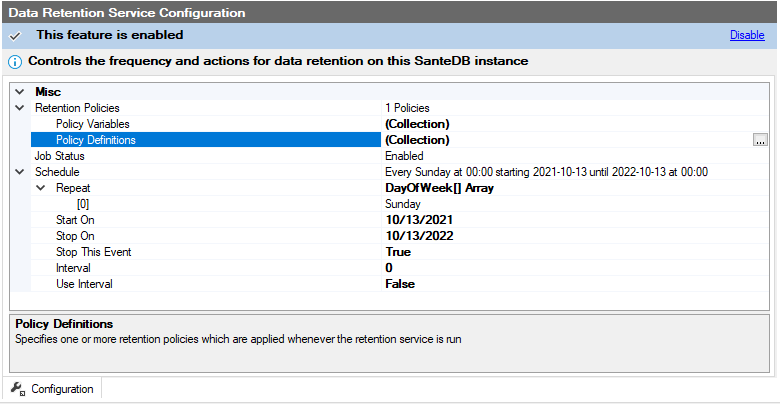 Data Retention Service Configuration
This feature is enabled Disable
Controls the frequency and actions for data retention on this SanteDB instance
Misc
Retention Policies 1 Policies
Policy Variables (Collection)
Policy Definitions (Collection) ...
Job Status Enabled
Schedule Every Sunday at 00:00 starting 2021-10-13 until 2022-10-13 at 00:00
Repeat DayOfWeek[] Array
[0] Sunday
Start On 10/13/2021
Stop On 10/13/2022
Stop This Event True
Interval 0
Use Interval False
Policy Definitions
Specifies one or more retention policies which are applied whenever the retention service is run
Configuration